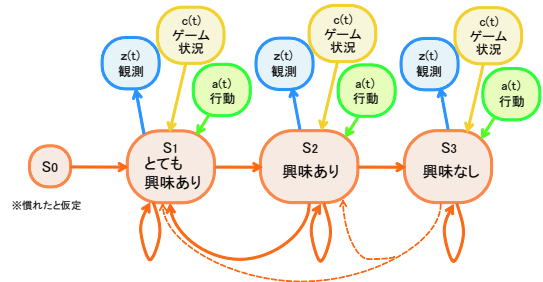 c(t)
ゲーム
状況
z(t)
観測
a(t)
行動
c(t)
ゲーム
状況
z(t)
観測
a(t)
行動
c(t)
ゲーム
状況
z(t)
観測
a(t)
行動
S0
S1
とても
興味あり
S2
興味あり
S3
興味なし
※慣れたと仮定